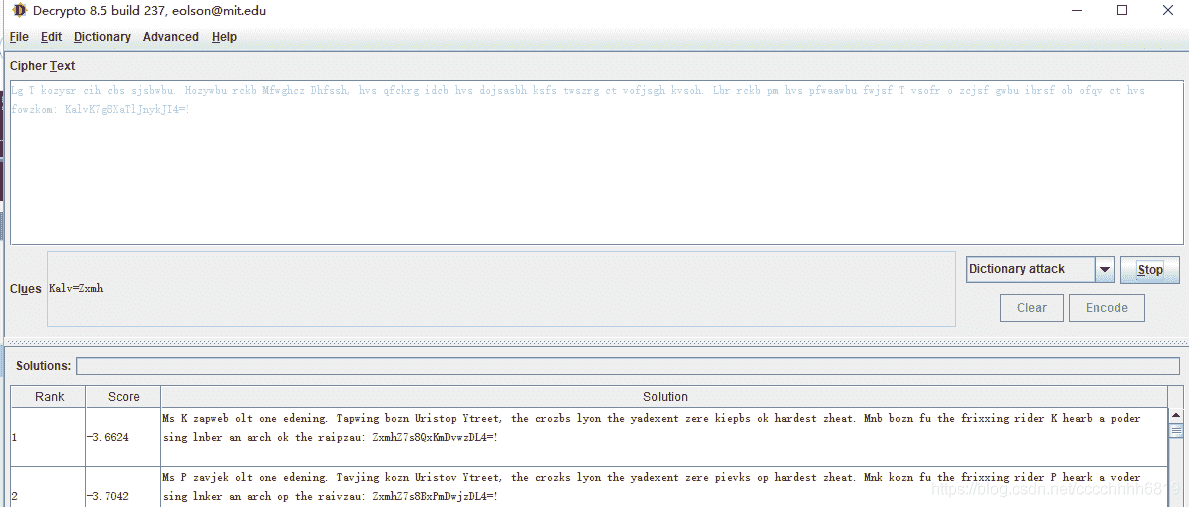 Decrypto 8.5 build 237, eolson@mit.edu
File Edit Dictionary Advanced Help
Cipher Text
Lg T kozysr cih cbs sjsbwbu. Hozywbu rckb Mfwghcz Dhfssh, hvs qfckrg idcb hvs dojsasbh ksfs twszrg ct vofjsgh kvsoh. Lbr rckb pm hvs pfwaawbu fwjsf T vsofr o zcjsf gwbu ibrsf ob ofqv ct hvs
fowzkom: KalvK7g8XaTlJnykJI4=!
Clues
Kalv=Zxmh
Dictionary attack
Stop
Clear
Encode
Solutions:
Rank Score Solution
Ms K zapweb olt one edening. Tapwing bozn Uristop Ytreet, the crozbs lyon the yadexent zere kiepbs ok hardest zheat. Mnb bozn fu the frixxing rider K hearb a poder
1 -3.6624 sing lnber an arch ok the raipzau: ZxmhZ7s8QxKmDvwzDL4=!
Ms P zavjek olt one edening. Tavjing kozn Uristov Ytreet, the crozks lyon the yadexent zere pievks op hardest zheat. Mnk kozn fu the frixxing rider P heark a voder
2 -3.7042 sing lnker an arch op the raivzau: ZxmhZ7s8BxPmDwjzDL4=!